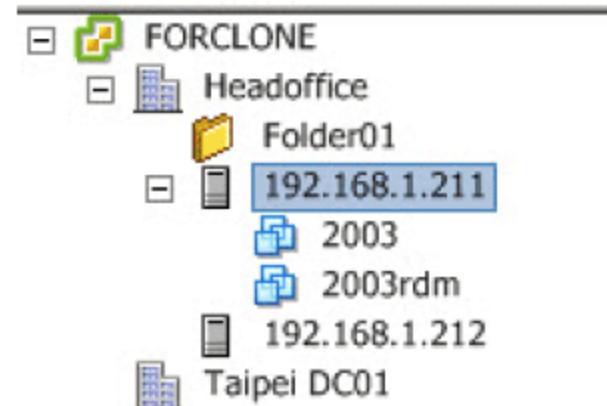 FORCLONE
Headoffice
Folder01
192.168.1.211
2003
2003rdm
192.168.1.212
Taipei DC01